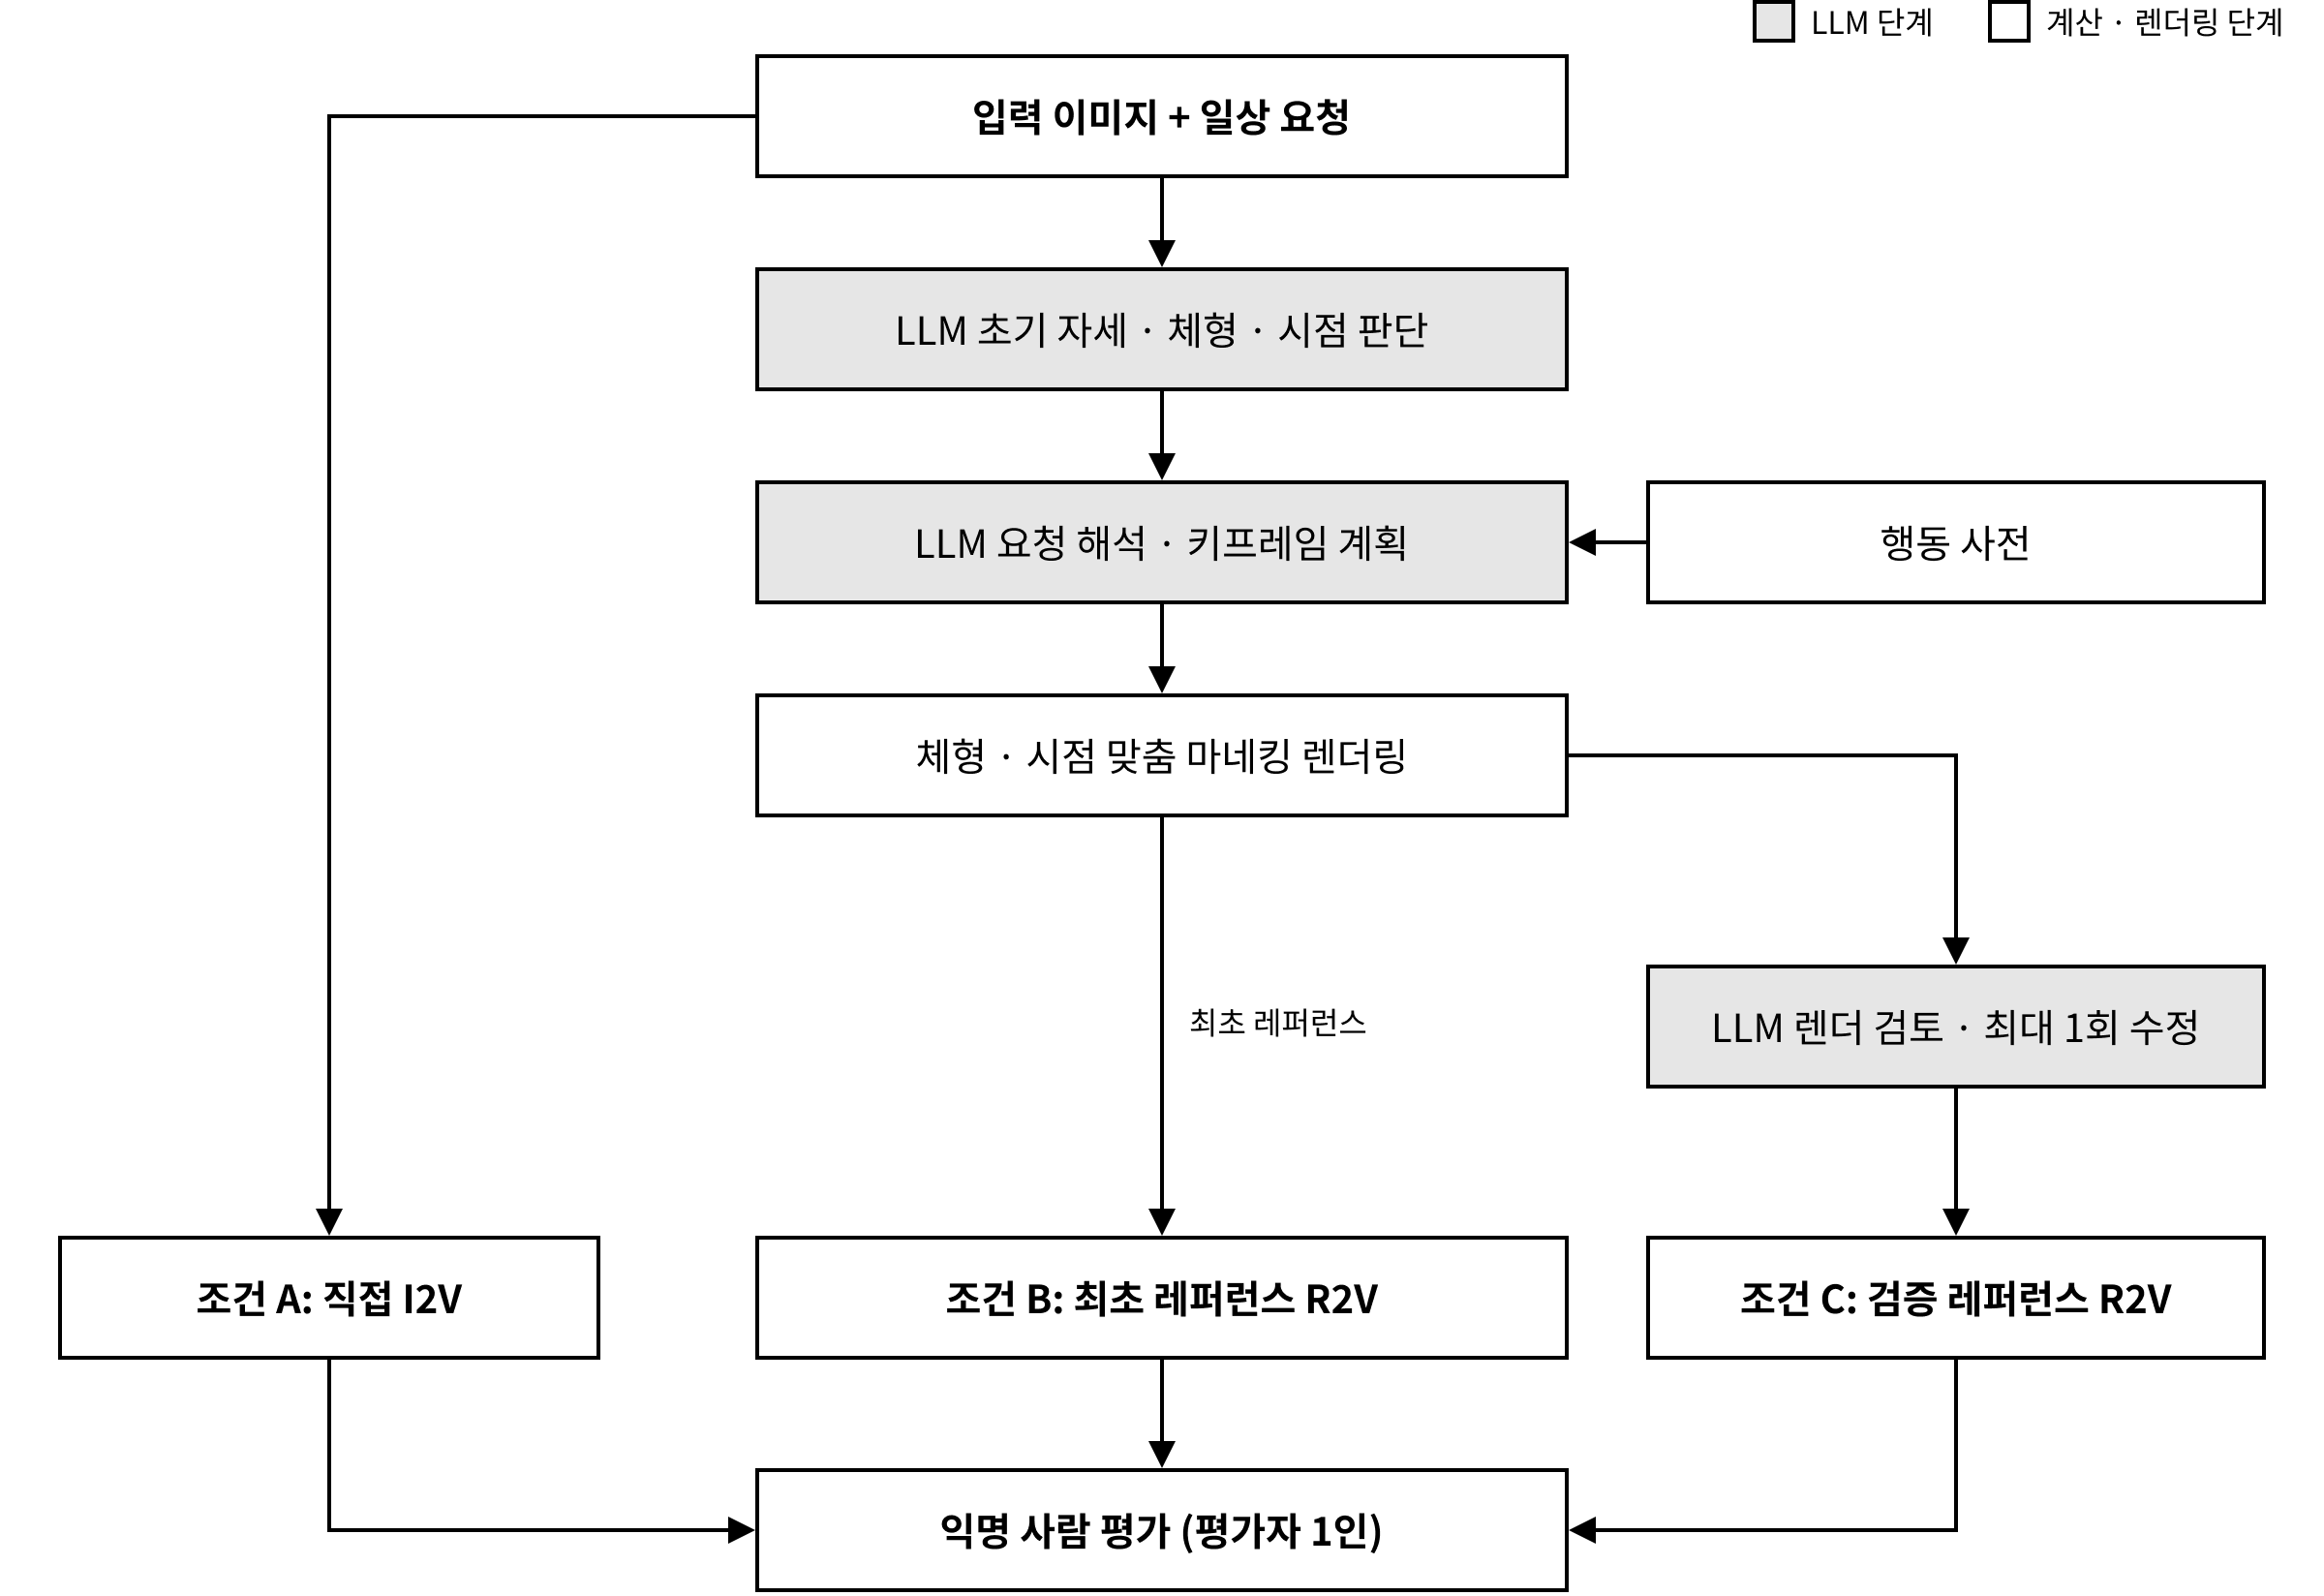 LLM 단계
계산 · 렌더링 단계
입력 이미지 + 일상 요청
LLM 초기 자세 · 체형 · 시점 판단
LLM 요청 해석 · 키프레임 계획
행동 사전
체형 · 시점 맞춤 마네킹 렌더링
최초 레퍼런스
LLM 렌더 검토 · 최대 1회 수정
조건 A: 직접 I2V
조건 B: 최초 레퍼런스 R2V
조건 C: 검증 레퍼런스 R2V
익명 사람 평가 (평가자 1인)